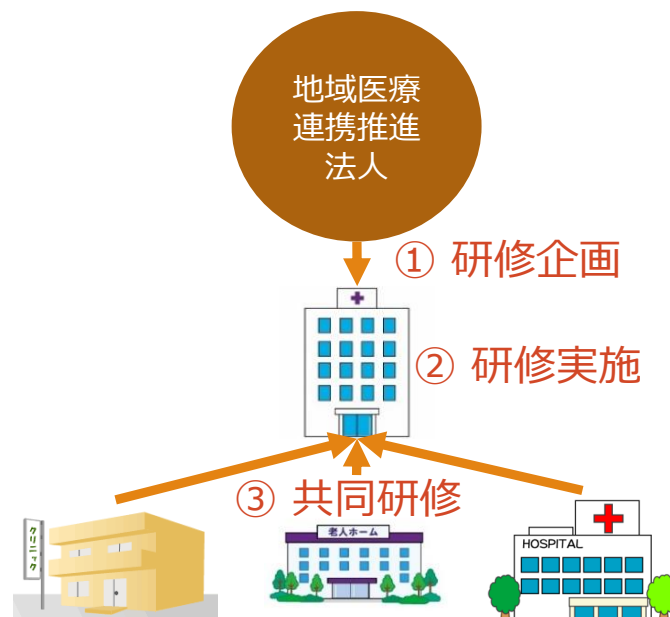 地域医療
連携推進
法人
① 研修企画
② 研修実施
③ 共同研修
クリニック
老人ホーム
HOSPITAL